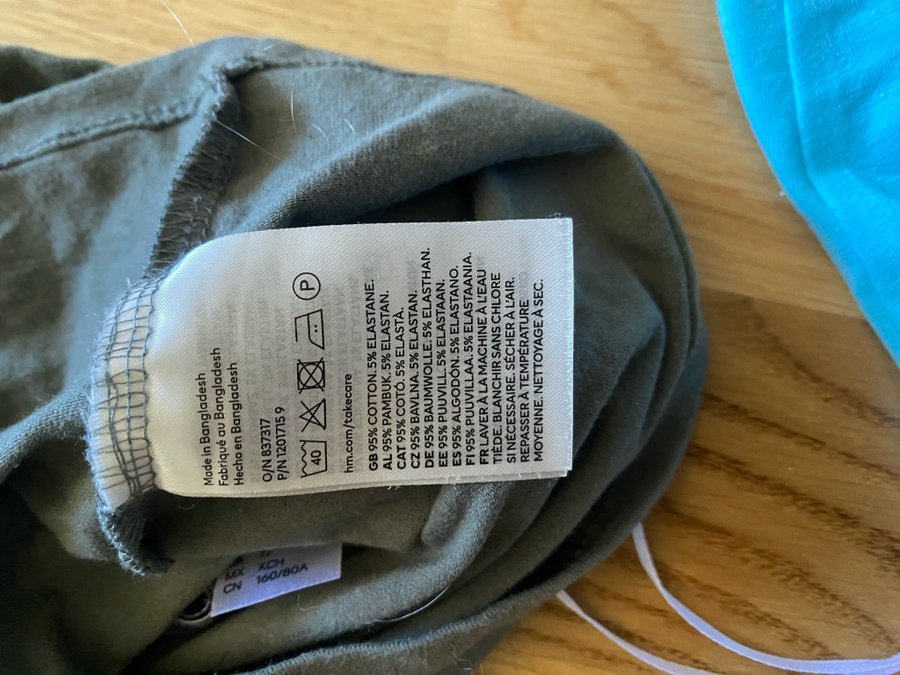 Made in Bangladesh
Fabriqué au Bangladesh
Hecho en Bangladesh
O/N 837317
P/N 1201715 9
40
P
hm.com/takecare
GB 95% COTTON. 5% ELASTANE.
AL 95% PAMBUK. 5% ELASTAN.
CAT 95% COTÓ. 5% ELASTÀ.
CZ 95% BAVLNA. 5% ELASTAN.
DE 95% BAUMWOLLE. 5% ELASTHAN.
EE 95% PUUVILL. 5% ELASTAAN.
ES 95% ALGODÓN. 5% ELASTANO.
FI 95% PUUVILLAA. 5% ELASTAANIA.
FR LAVER À LA MACHINE À L'EAU
TIÈDE. BLANCHIR SANS CHLORE
SI NÉCESSAIRE. SÉCHER À L'AIR.
REPASSER À TEMPÉRATURE
MOYENNE. NETTOYAGE À SEC.
MX XCH
CN 160/80A